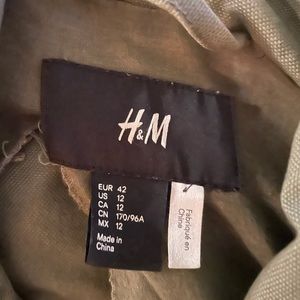 H&M
EUR 42
US 12
CA 12
CN 170/96A
MX 12
Made in
China
Fabriqué en
Chine